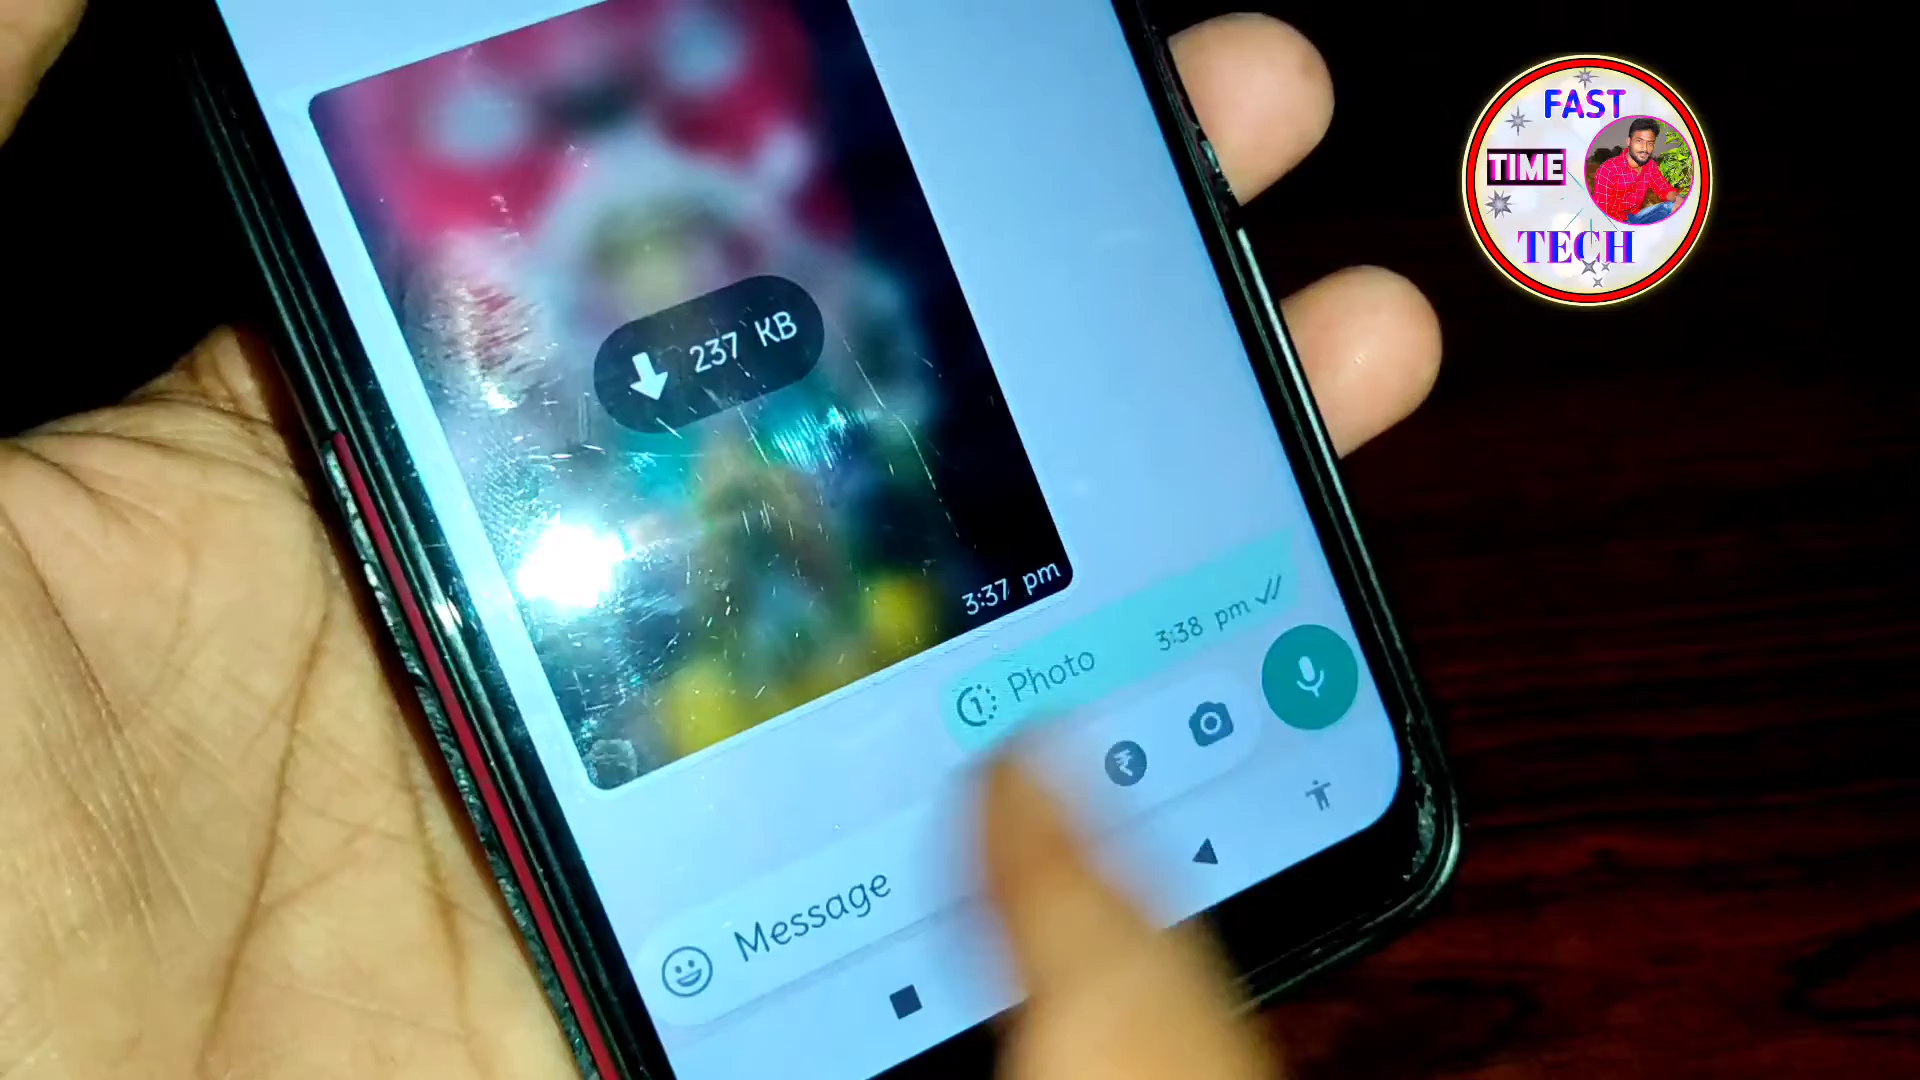 FAST
TIME
TECH
237 KB
3:37 pm
Photo
3:38 pm
₹
Message